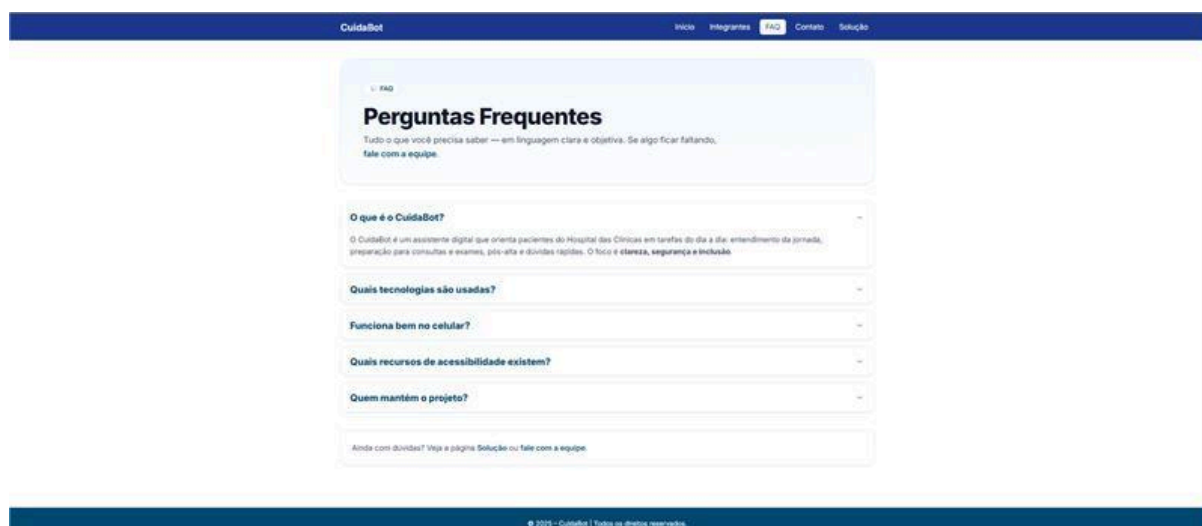 CuidaBot
Início Integrantes FAQ Contato Solução
FAQ
Perguntas Frequentes
Tudo o que você precisa saber — em linguagem clara e objetiva. Se algo ficar faltando,
fale com a equipe.
O que é o CuidaBot?
O CuidaBot é um assistente digital que orienta pacientes do Hospital das Clínicas em tarefas do dia a dia: entendimento da jornada,
preparação para consultas e exames, pós-alta e dúvidas rápidas. O foco é clareza, segurança e inclusão.
Quais tecnologias são usadas?
Funciona bem no celular?
Quais recursos de acessibilidade existem?
Quem mantém o projeto?
Ainda com dúvidas? Veja a página Solução ou fale com a equipe.
© 2025 – CuidaBot | Todos os direitos reservados.